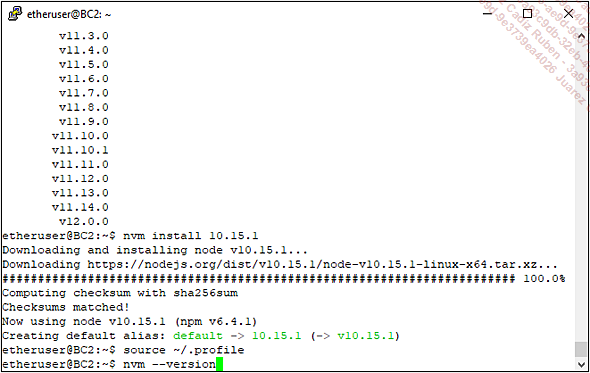 etheruser@BC2: ~
v11.3.0
v11.4.0
v11.5.0
v11.6.0
v11.7.0
v11.8.0
v11.9.0
v11.10.0
v11.10.1
v11.11.0
v11.12.0
v11.13.0
v11.14.0
v12.0.0
etheruser@BC2:~$ nvm install 10.15.1
Downloading and installing node v10.15.1...
Downloading https://nodejs.org/dist/v10.15.1/node-v10.15.1-linux-x64.tar.xz...
######################################################################## 100.0%
Computing checksum with sha256sum
Checksums matched!
Now using node v10.15.1 (npm v6.4.1)
Creating default alias: default -> 10.15.1 (-> v10.15.1)
etheruser@BC2:~$ source ~/.profile
etheruser@BC2:~$ nvm --version